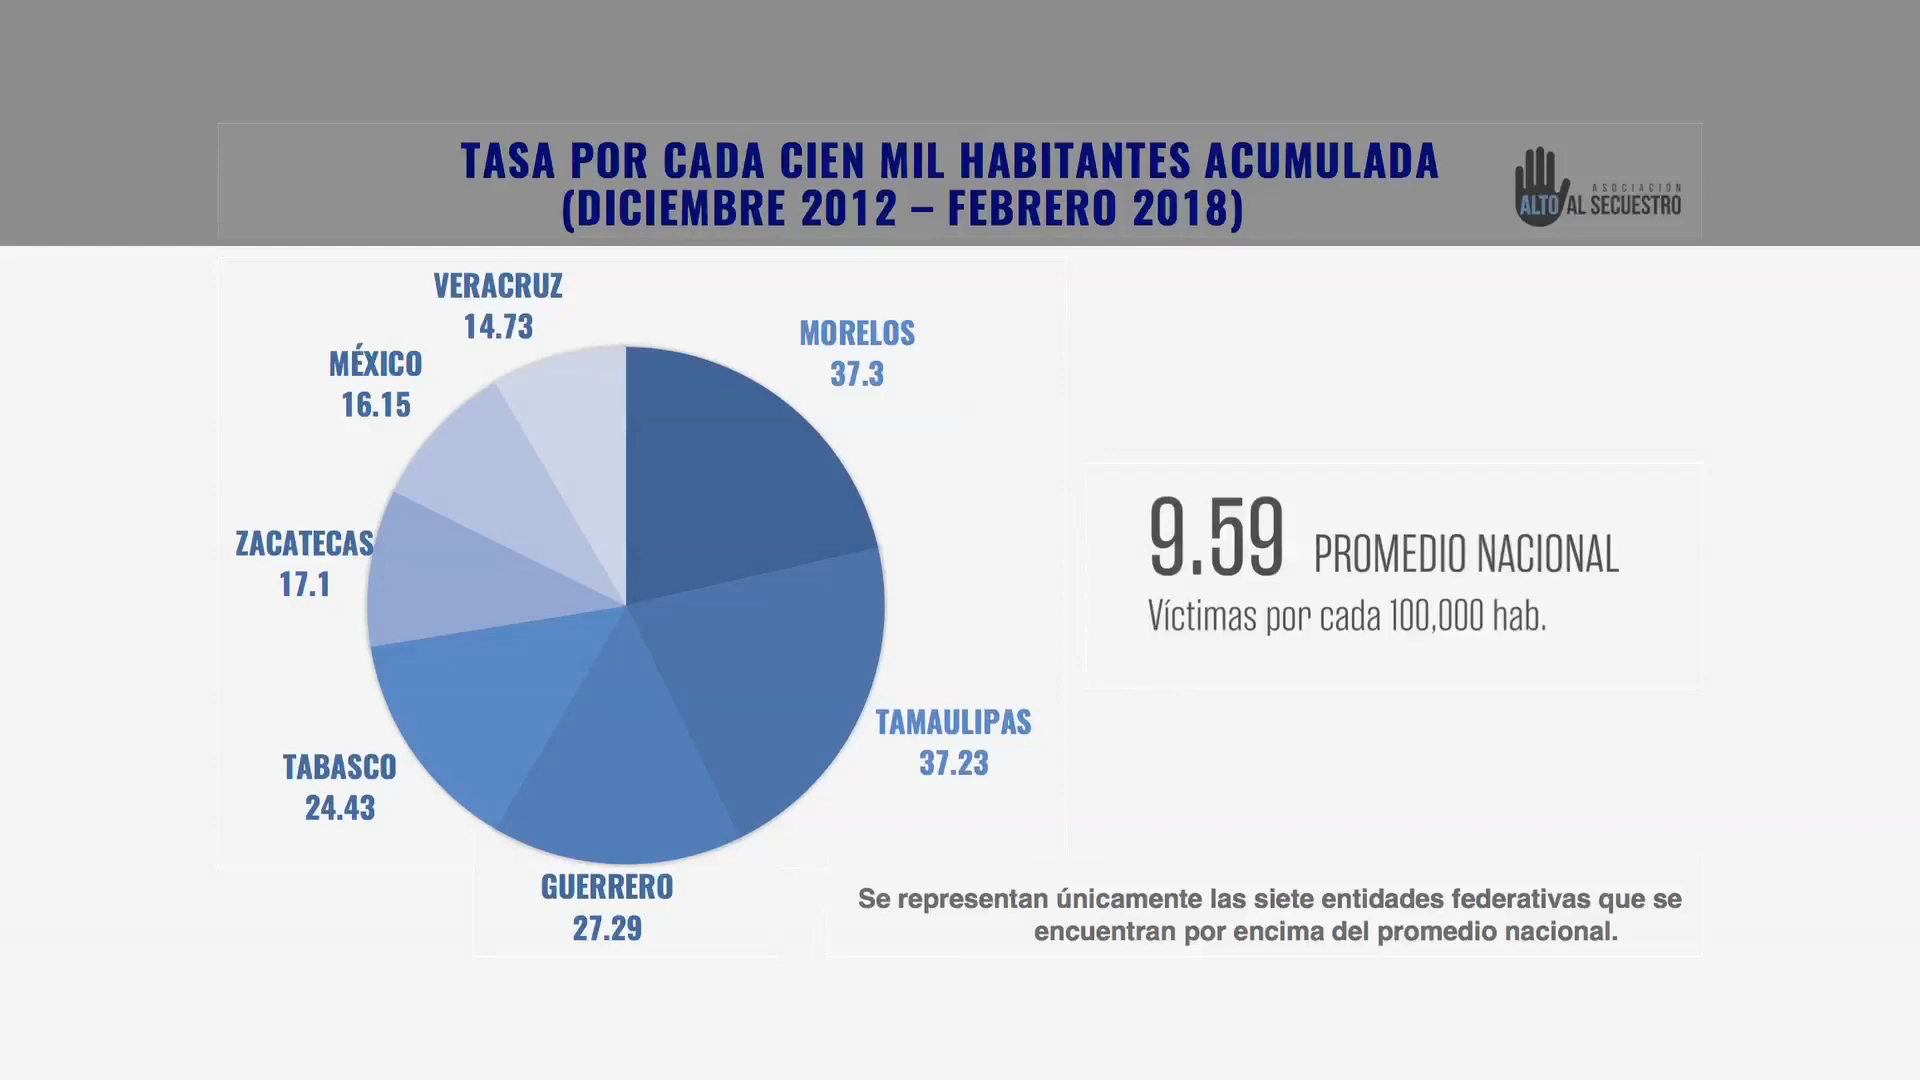 TASA POR CADA CIEN MIL HABITANTES ACUMULADA
(DICIEMBRE 2012 – FEBRERO 2018)
ASOCIACIÓN
ALTO AL SECUESTRO
VERACRUZ
14.73
MORELOS
37.3
MÉXICO
16.15
ZACATECAS
17.1
9.59 PROMEDIO NACIONAL
Víctimas por cada 100,000 hab.
TAMAULIPAS
37.23
TABASCO
24.43
GUERRERO
27.29
Se representan únicamente las siete entidades federativas que se
encuentran por encima del promedio nacional.